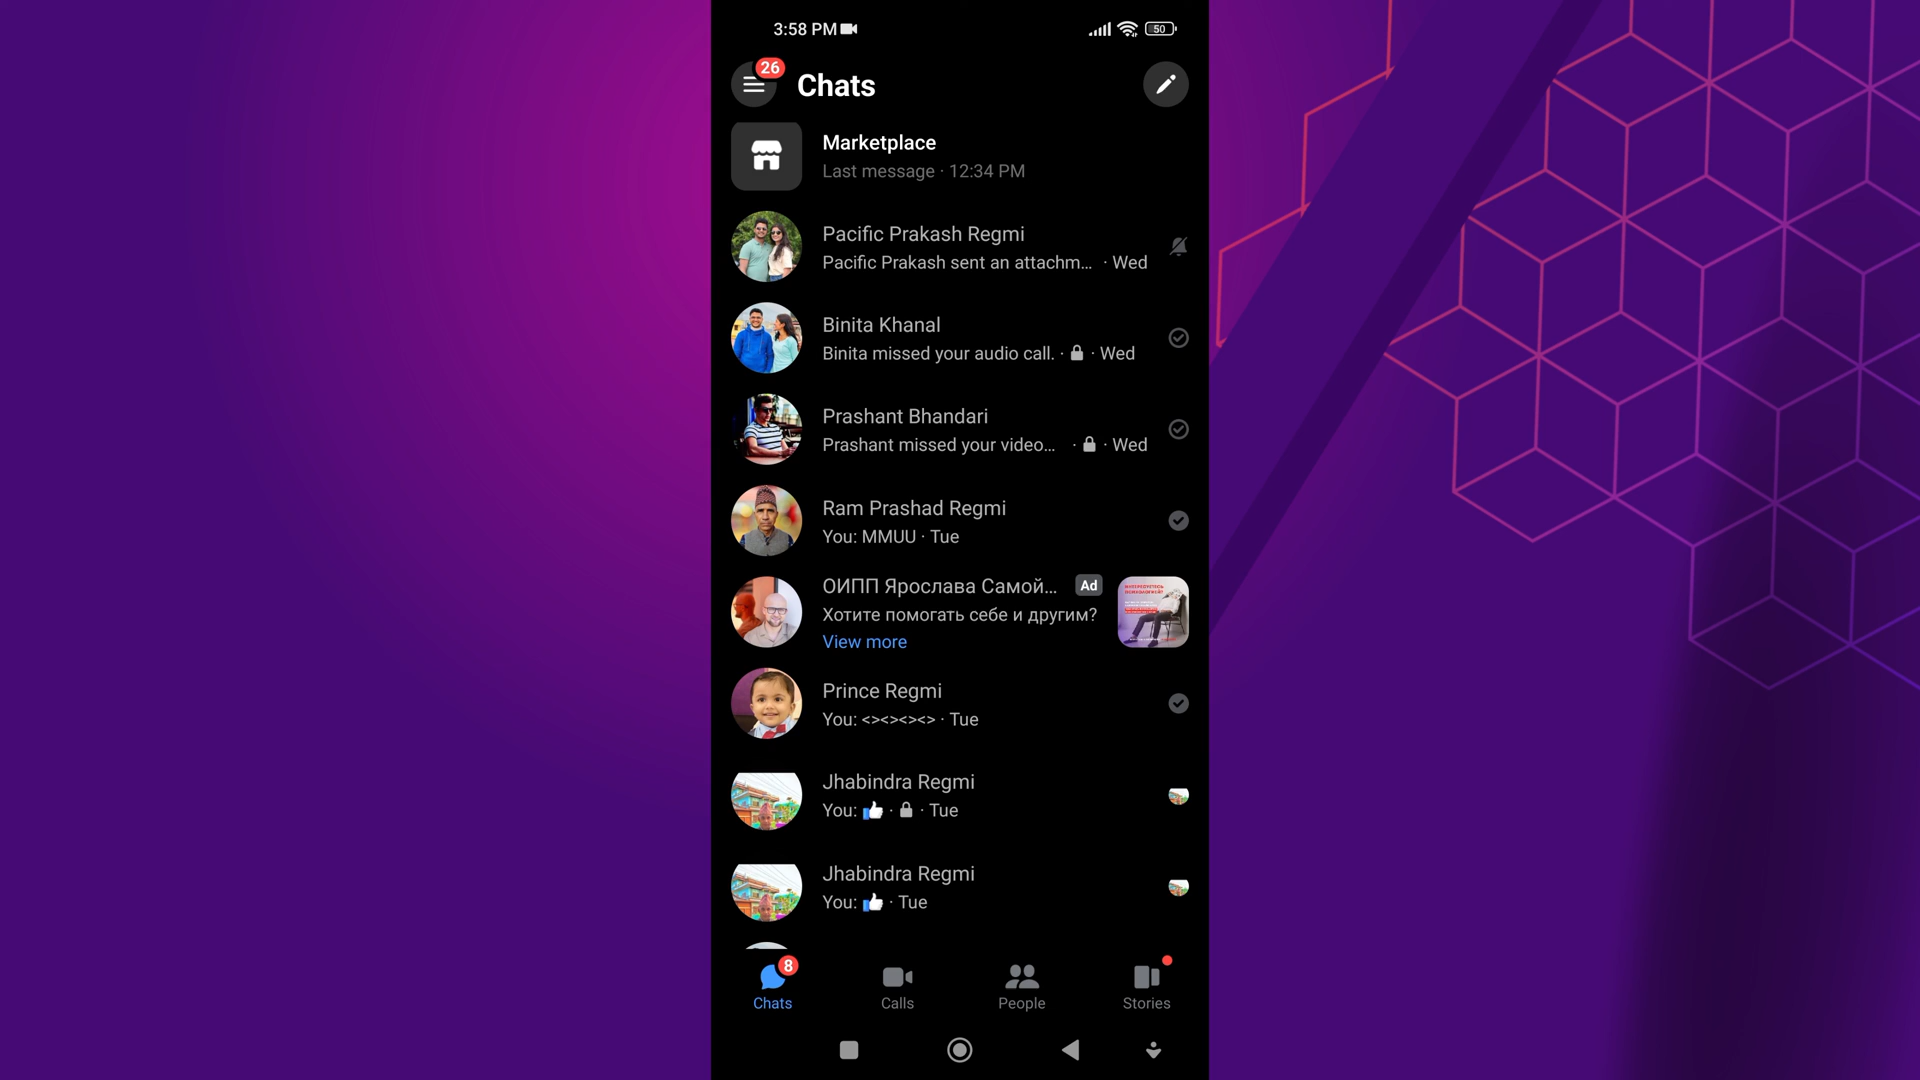 3:58 PM
50
26
Chats
Marketplace
Last message · 12:34 PM
Pacific Prakash Regmi
Pacific Prakash sent an attachm... · Wed
Binita Khanal
Binita missed your audio call. · 🔒 · Wed
Prashant Bhandari
Prashant missed your video... · 🔒 · Wed
Ram Prashad Regmi
You: MMUU · Tue
ОИПП Ярослава Самой... Ad
Хотите помогать себе и другим?
View more
Prince Regmi
You: <><><><> · Tue
Jhabindra Regmi
You: 👍 · 🔒 · Tue
Jhabindra Regmi
You: 👍 · Tue
8
Chats
Calls
People
Stories